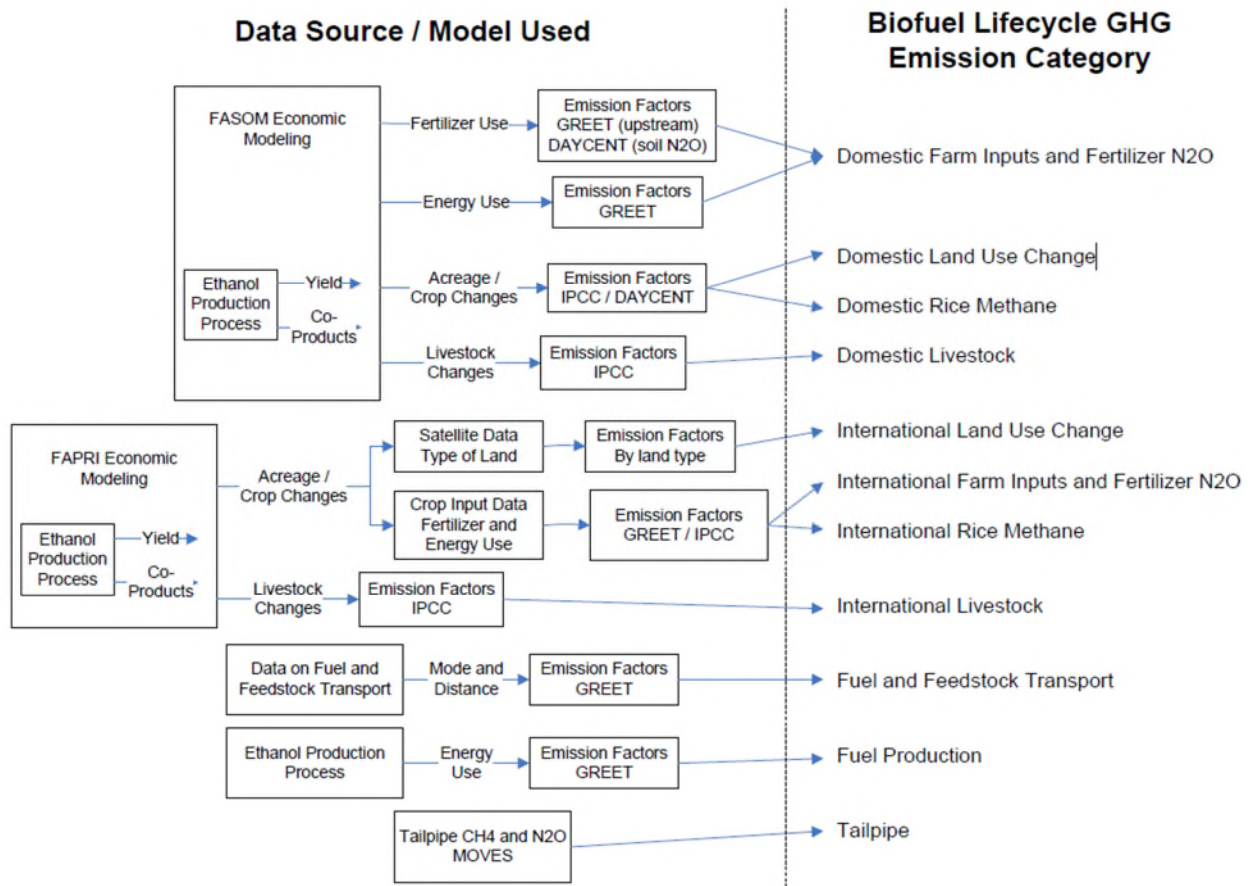 Data Source / Model Used
Biofuel Lifecycle GHG
Emission Category
FASOM Economic
Modeling
Fertilizer Use
Emission Factors
GREET (upstream)
DAYCENT (soil N2O)
Domestic Farm Inputs and Fertilizer N2O
Energy Use
Emission Factors
GREET
Ethanol
Production
Process
Yield
Co-
Products
Acreage /
Crop Changes
Emission Factors
IPCC / DAYCENT
Domestic Land Use Change
Domestic Rice Methane
Livestock
Changes
Emission Factors
IPCC
Domestic Livestock
FAPRI Economic
Modeling
Acreage /
Crop Changes
Satellite Data
Type of Land
Emission Factors
By land type
International Land Use Change
Crop Input Data
Fertilizer and
Energy Use
Emission Factors
GREET / IPCC
International Farm Inputs and Fertilizer N2O
International Rice Methane
Ethanol
Production
Process
Yield
Co-
Products
Livestock
Changes
Emission Factors
IPCC
International Livestock
Data on Fuel and
Feedstock Transport
Mode and
Distance
Emission Factors
GREET
Fuel and Feedstock Transport
Ethanol Production
Process
Energy
Use
Emission Factors
GREET
Fuel Production
Tailpipe CH4 and N2O
MOVES
Tailpipe